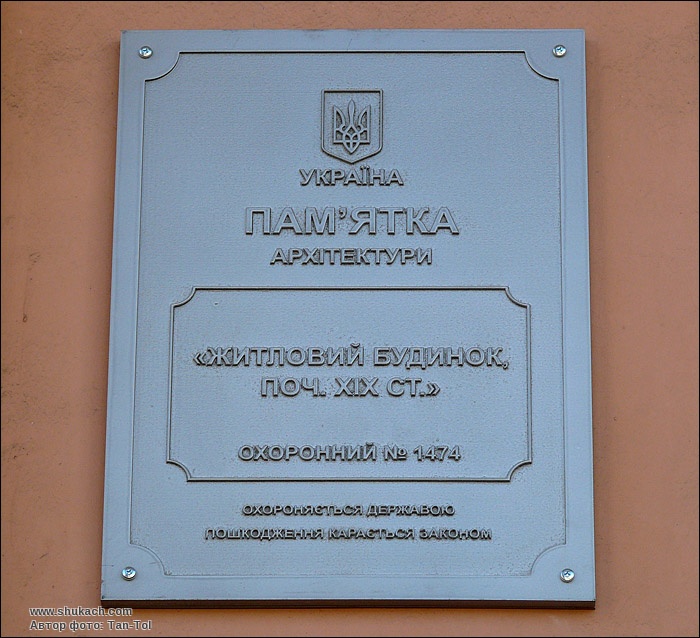 УКРАЇНА
ПАМ’ЯТКА
АРХІТЕКТУРИ
«ЖИТЛОВИЙ БУДИНОК,
ПОЧ. ХІХ СТ.»
ОХОРОННИЙ № 1474
ОХОРОНЯЄТЬСЯ ДЕРЖАВОЮ
ПОШКОДЖЕННЯ КАРАЄТЬСЯ ЗАКОНОМ
www.shukach.com
Автор фото: Tan-Tol